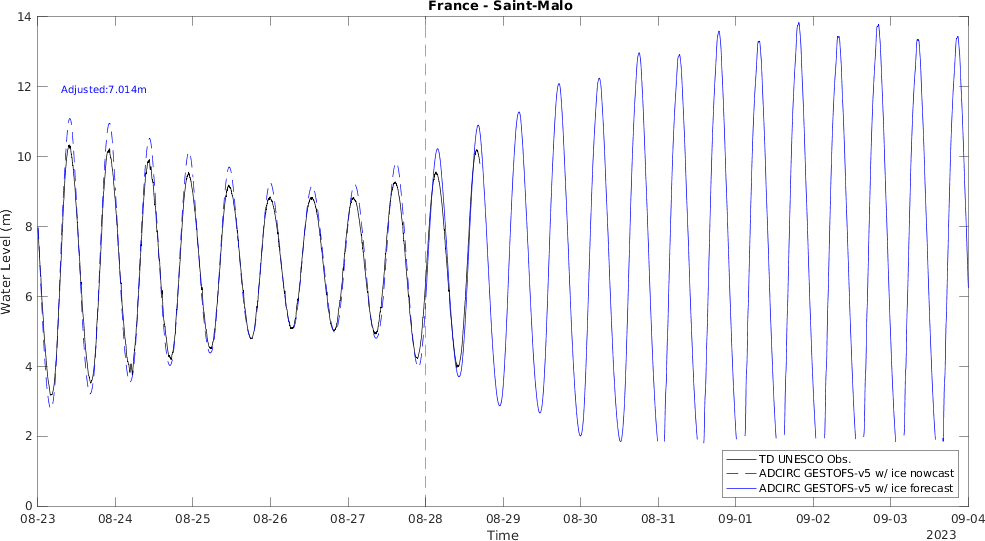 France - Saint-Malo
14
12
10
8
6
4
2
0
Water Level (m)
Adjusted:7.014m
TD UNESCO Obs.
ADCIRC GESTOFS-v5 w/ ice nowcast
ADCIRC GESTOFS-v5 w/ ice forecast
08-23 08-24 08-25 08-26 08-27 08-28 08-29 08-30 08-31 09-01 09-02 09-03 09-04
Time
2023